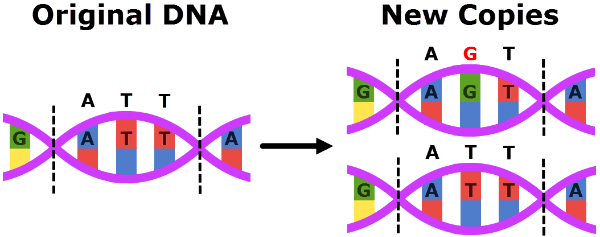 Original DNA
New Copies
A T T
G A T T A
A G T
G A G T A
A T T
G A T T A